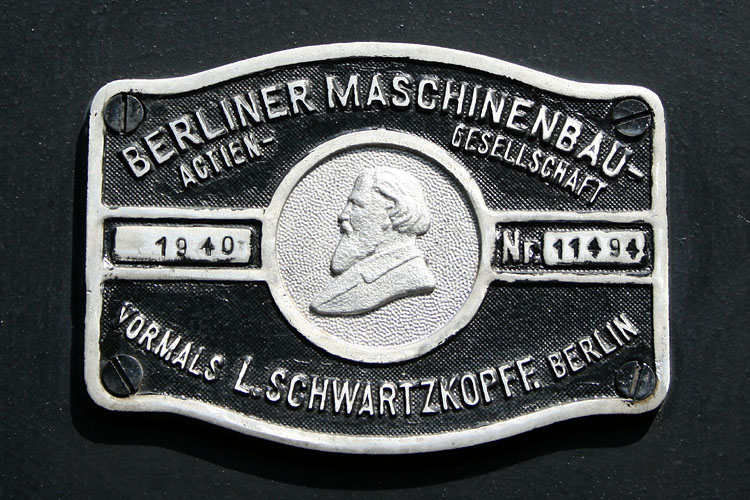 BERLINER MASCHINENBAU-
ACTIEN- GESELLSCHAFT
1940
Nr. 11494
VORMALS L. SCHWARTZKOPFF. BERLIN